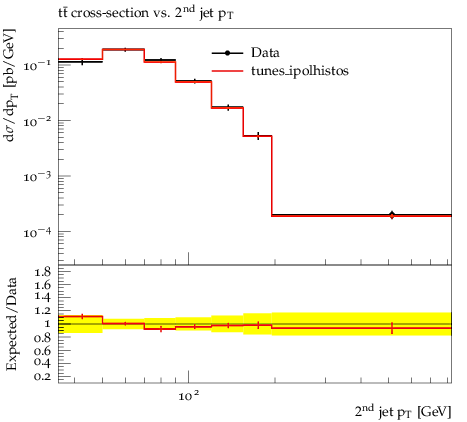 tt̄ cross-section vs. 2nd jet pT
dσ/dpT [pb/GeV]
10−1
10−2
10−3
10−4
Data
tunes_ipolhistos
Expected/Data
1.8
1.6
1.4
1.2
1
0.8
0.6
0.4
0.2
10 2
2nd jet pT [GeV]